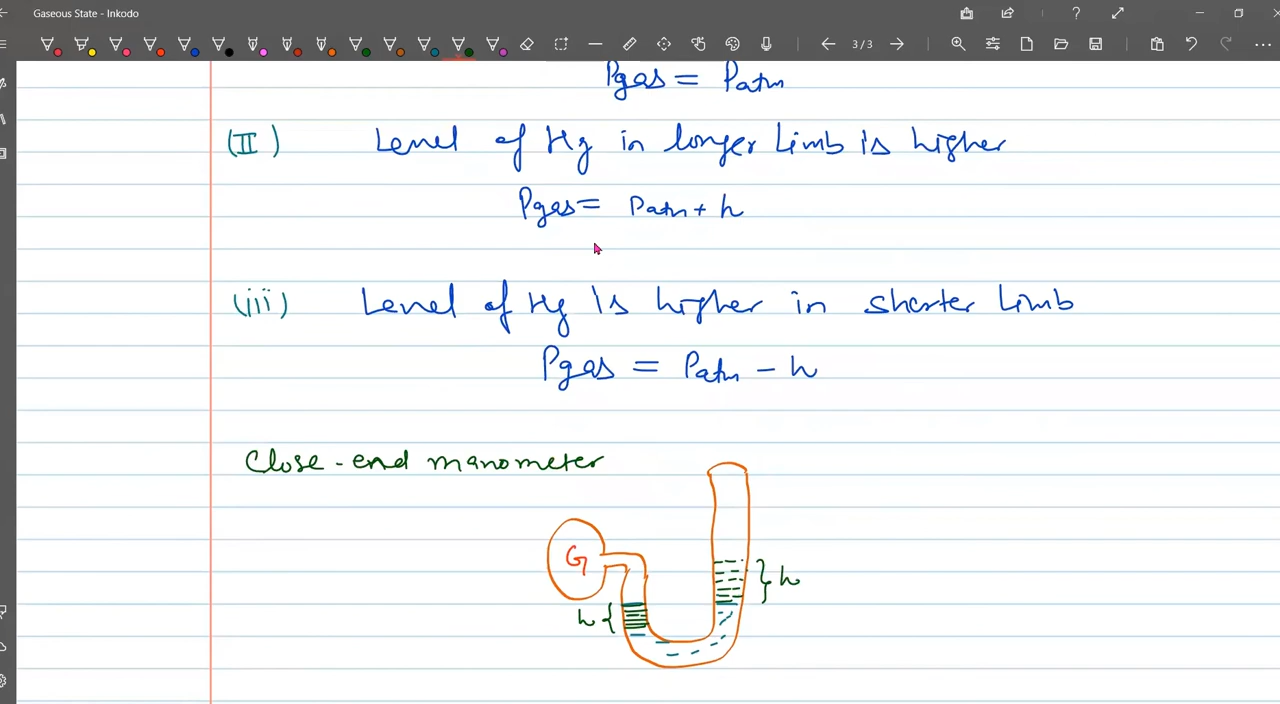 Gaseous State - Inkodo
3/3
Pgas = Patm
(II) Level of Hg in longer Limb is higher
Pgas = Patm + h
(iii) Level of Hg is higher in shorter Limb
Pgas = Patm - h
Close-end manometer
G
h
h